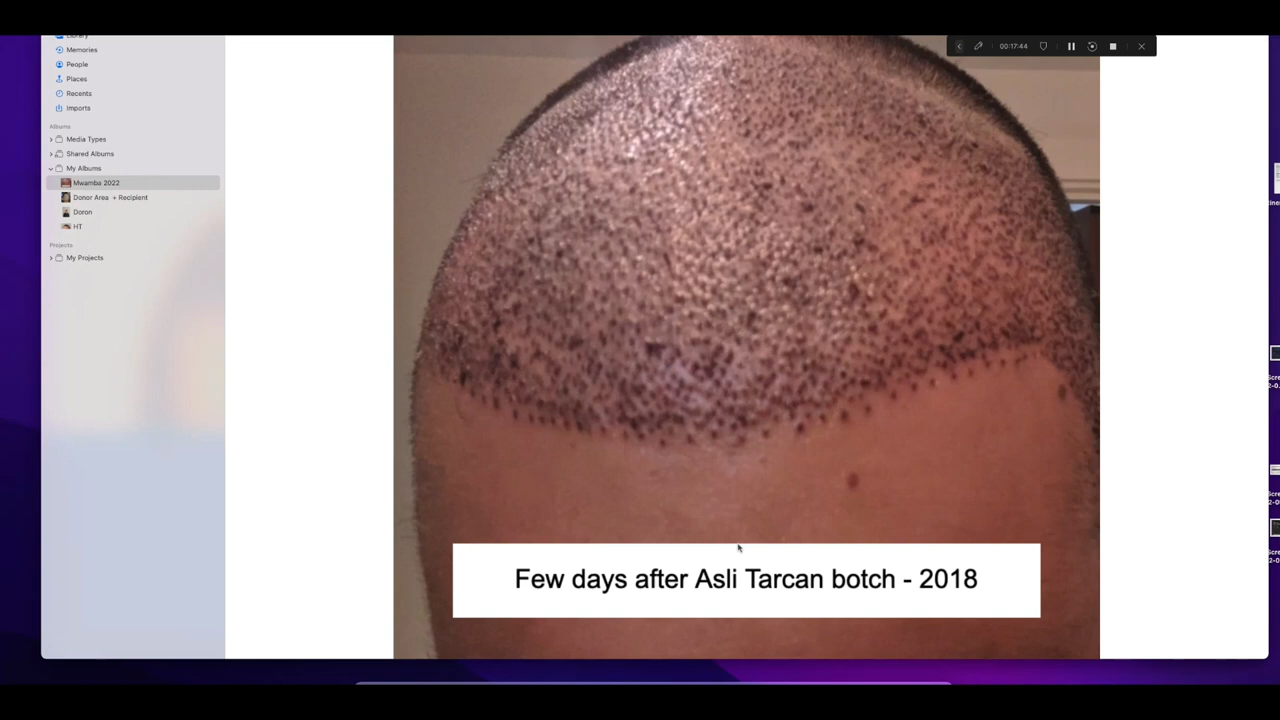 Library
Memories
People
Places
Recents
Imports
Albums
Media Types
Shared Albums
My Albums
Mwamba 2022
Donor Area + Recipient
Doron
HT
Projects
My Projects
00:17:44
Few days after Asli Tarcan botch - 2018